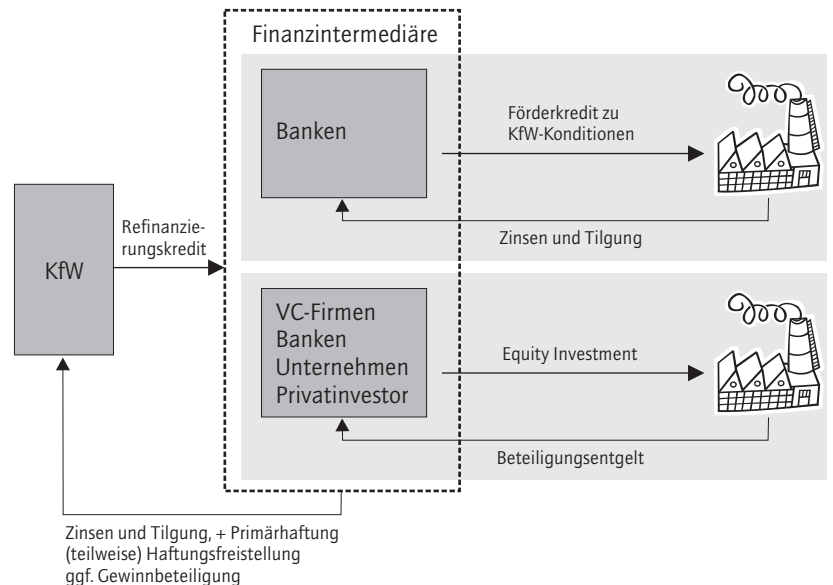 Finanzintermediäre
Banken
Förderkredit zu
KfW-Konditionen
Zinsen und Tilgung
KfW
Refinanzie-
rungskredit
VC-Firmen
Banken
Unternehmen
Privatinvestor
Equity Investment
Beteiligungsentgelt
Zinsen und Tilgung, + Primärhaftung
(teilweise) Haftungsfreistellung
ggf. Gewinnbeteiligung